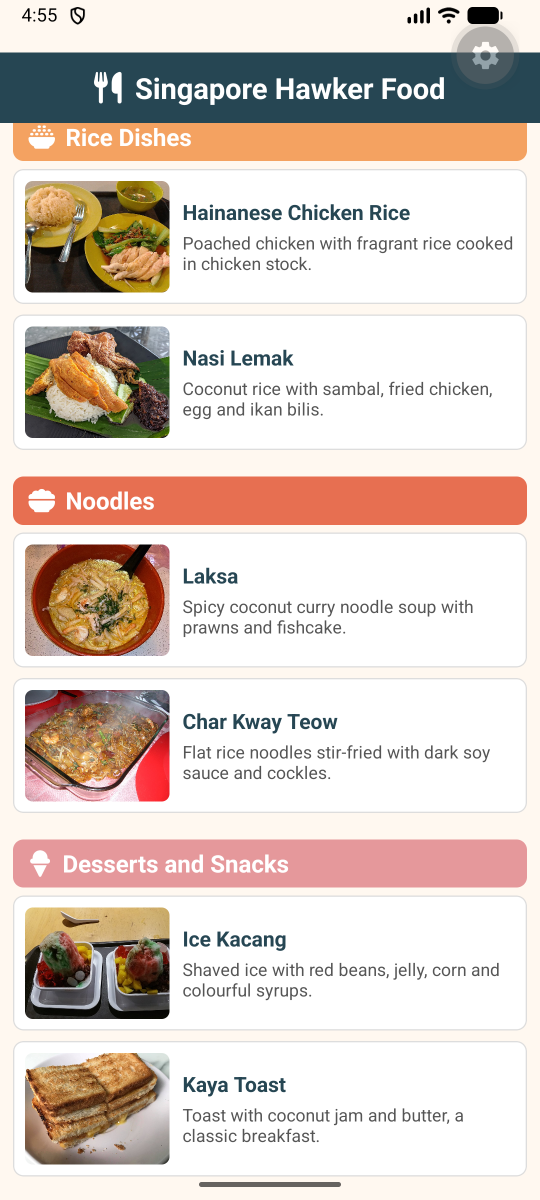 4:55
Singapore Hawker Food
Rice Dishes
Hainanese Chicken Rice
Poached chicken with fragrant rice cooked
in chicken stock.
Nasi Lemak
Coconut rice with sambal, fried chicken,
egg and ikan bilis.
Noodles
Laksa
Spicy coconut curry noodle soup with
prawns and fishcake.
Char Kway Teow
Flat rice noodles stir-fried with dark soy
sauce and cockles.
Desserts and Snacks
Ice Kacang
Shaved ice with red beans, jelly, corn and
colourful syrups.
Kaya Toast
Toast with coconut jam and butter, a
classic breakfast.